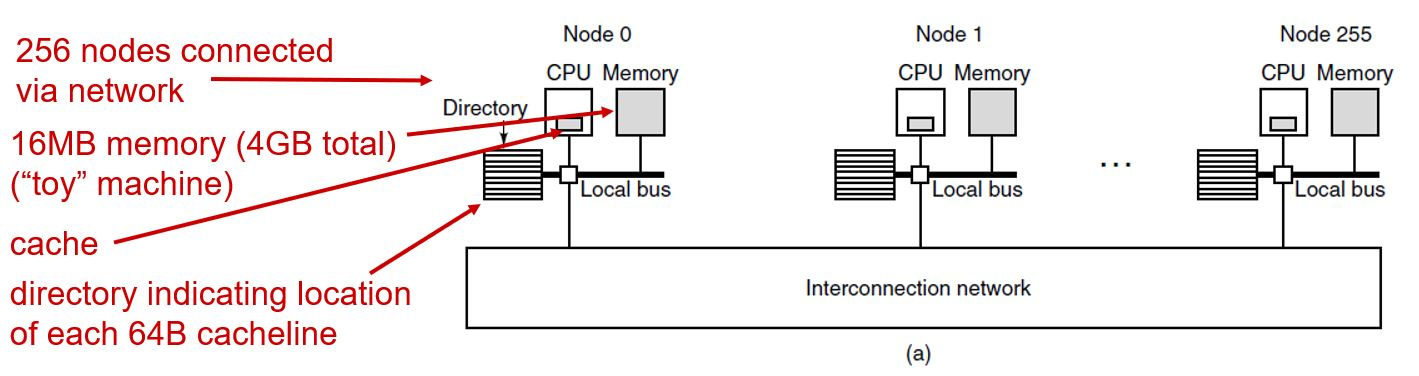 256 nodes connected
via network
16MB memory (4GB total)
(“toy” machine)
cache
directory indicating location
of each 64B cacheline
Node 0
CPU Memory
Directory
Local bus
Node 1
CPU Memory
Local bus
...
Node 255
CPU Memory
Local bus
Interconnection network
(a)